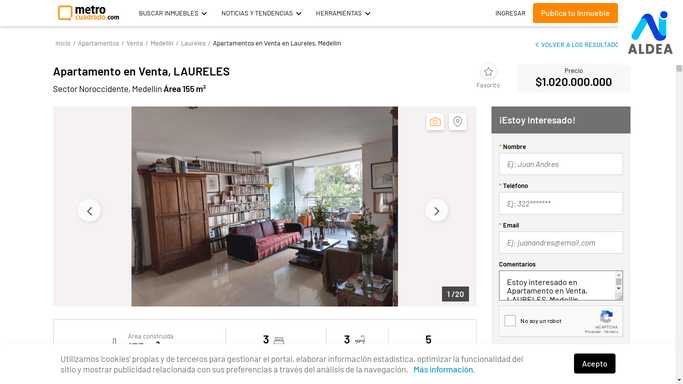 metro
cuadrado.com
BUSCAR INMUEBLES
NOTICIAS Y TENDENCIAS
HERRAMIENTAS
INGRESAR
Publica tu Inmueble
AI
ALDEA
Inicio / Apartamentos / Venta / Medellín / Laureles / Apartamentos en Venta en Laureles, Medellín
< VOLVER A LOS RESULTADO
Apartamento en Venta, LAURELES
Sector Noroccidente, Medellín Área 155 m²
Favorito
Precio
$1.020.000.000
1 / 20
¡Estoy Interesado!
* Nombre
Ej: Juan Andres
* Teléfono
Ej: 322*******
* Email
Ej: juanandres@email.com
Comentarios
Estoy interesado en
Apartamento en Venta,
LAURELES, Medellín
No soy un robot
reCAPTCHA
Privacidad - Términos
Área construida
3
3
5
Utilizamos 'cookies' propias y de terceros para gestionar el portal, elaborar información estadística, optimizar la funcionalidad del
sitio y mostrar publicidad relacionada con sus preferencias a través del análisis de la navegación. Más información.
Acepto